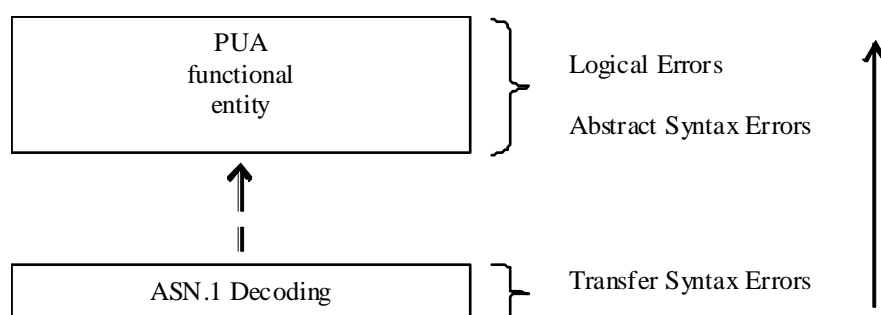 PUA
functional
entity
Logical Errors
Abstract Syntax Errors
ASN.1 Decoding
Transfer Syntax Errors